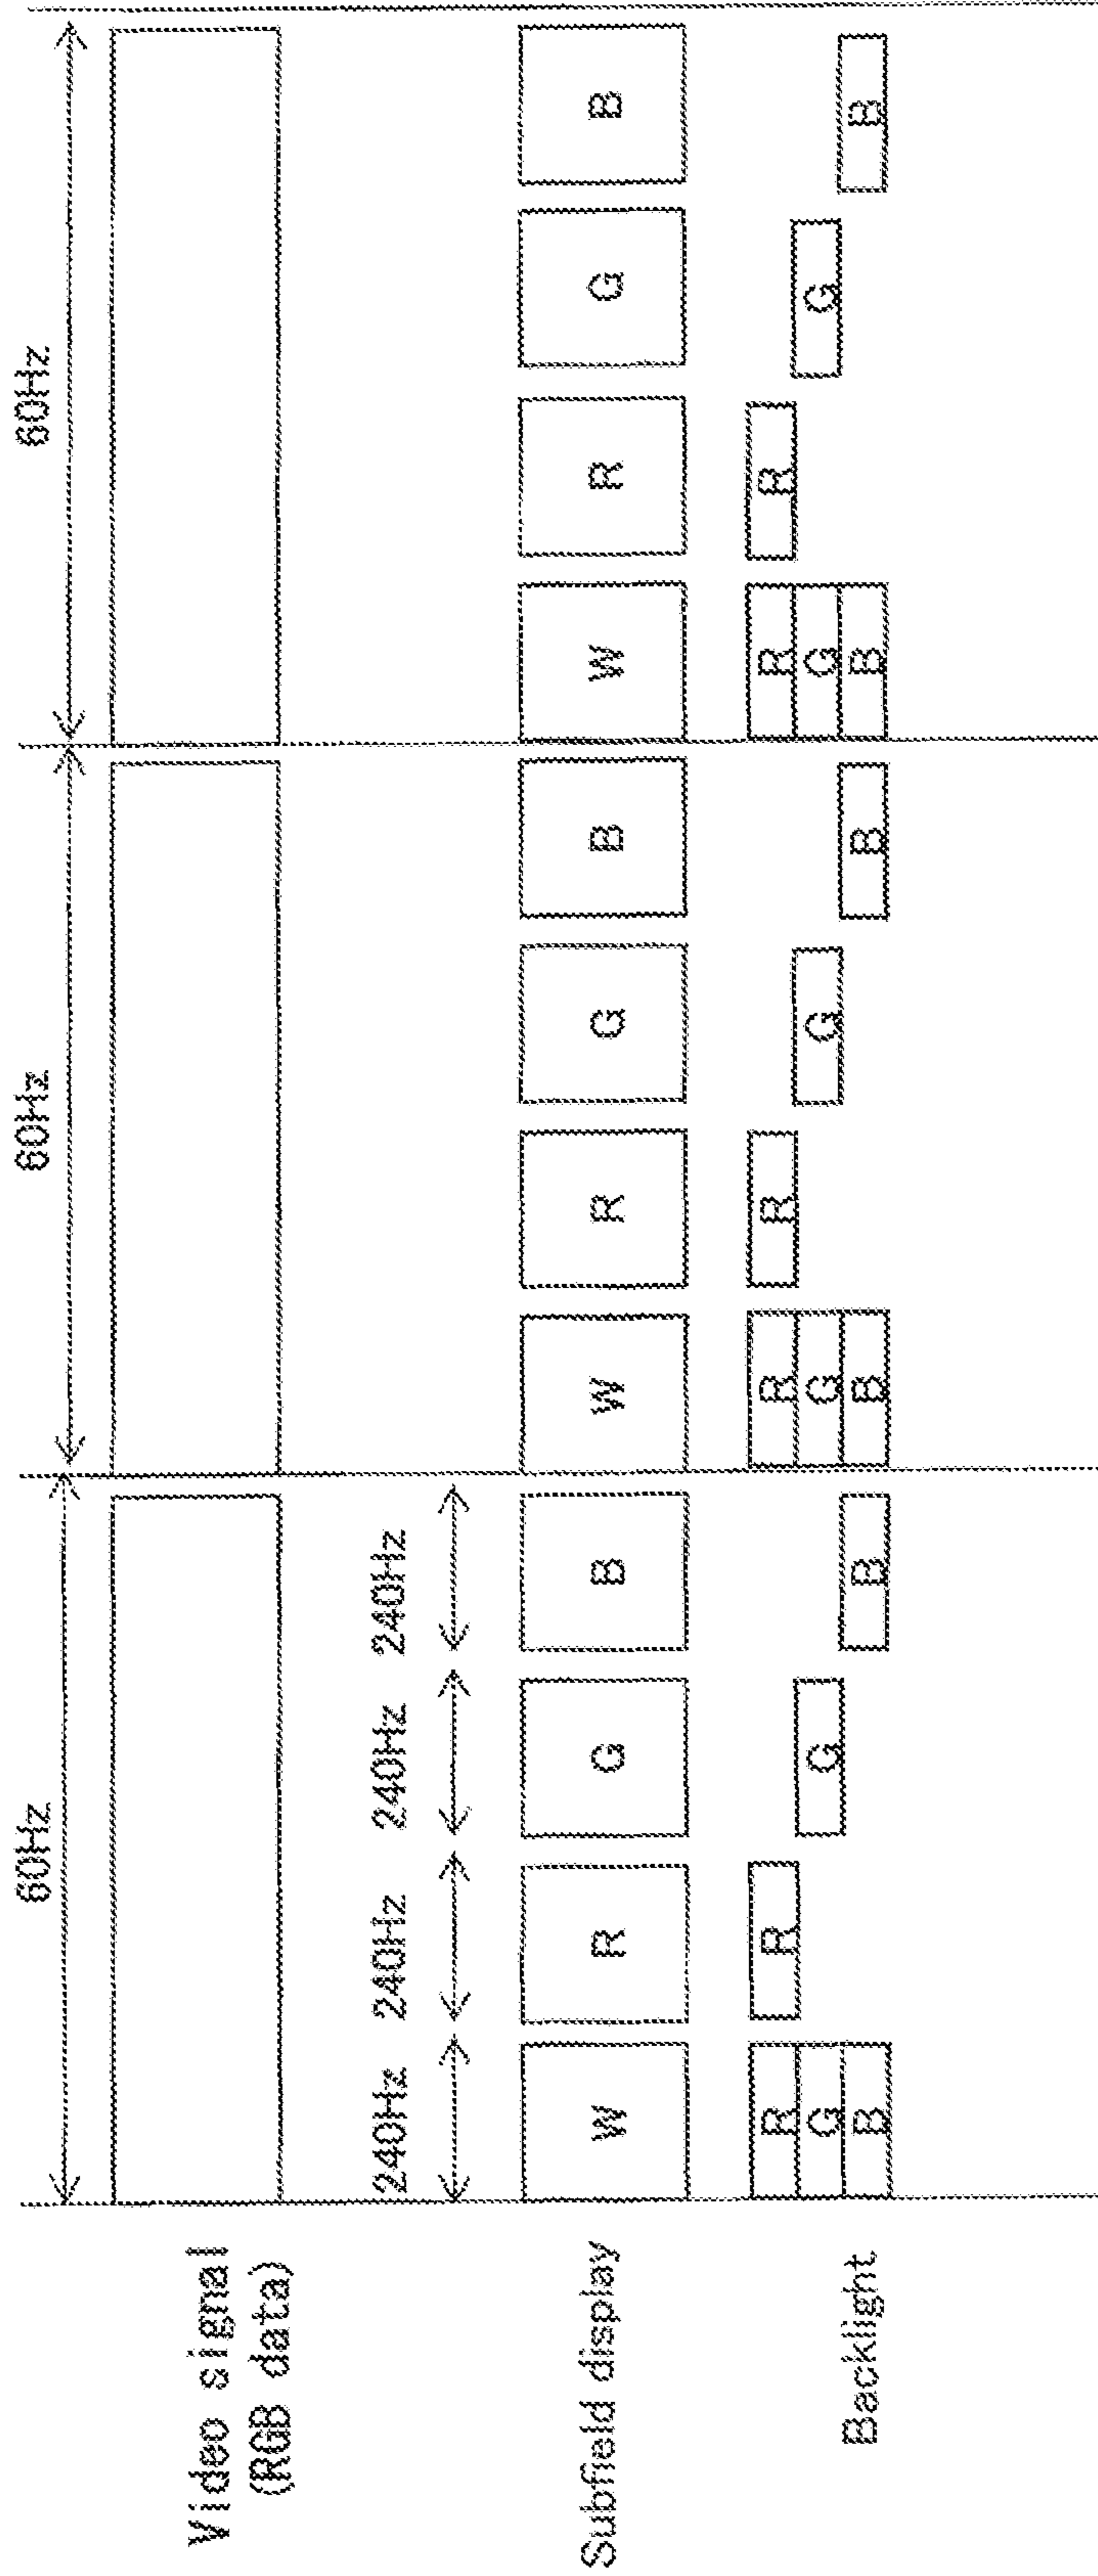 60Hz 60Hz 60Hz
Video signal
(RGB data)
240Hz 240Hz 240Hz 240Hz
Subfield display
W R G B W R G B W R G B
Backlight
R R R R R R
G G G G G G
B B B B B B